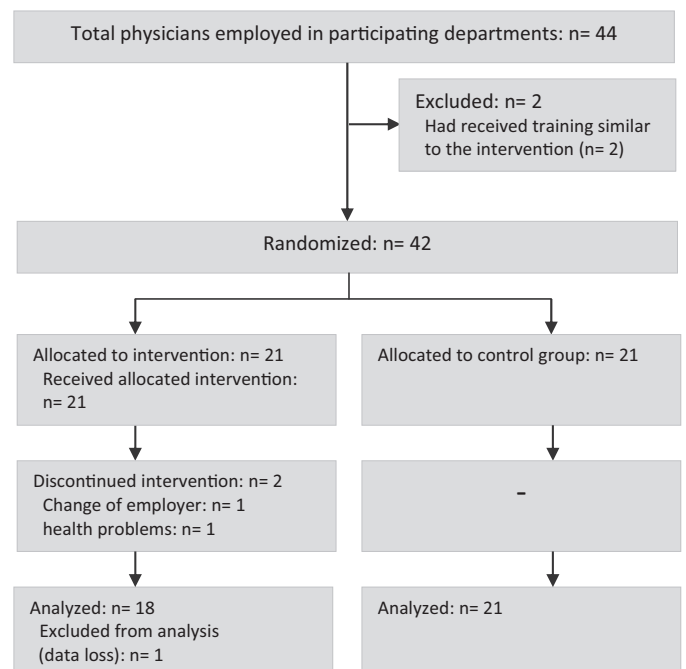 Total physicians employed in participating departments: n= 44
Excluded: n= 2
Had received training similar
to the intervention (n= 2)
Randomized: n= 42
Allocated to intervention: n= 21
Received allocated intervention:
n= 21
Allocated to control group: n= 21
Discontinued intervention: n= 2
Change of employer: n= 1
health problems: n= 1
-
Analyzed: n= 18
Excluded from analysis
(data loss): n= 1
Analyzed: n= 21